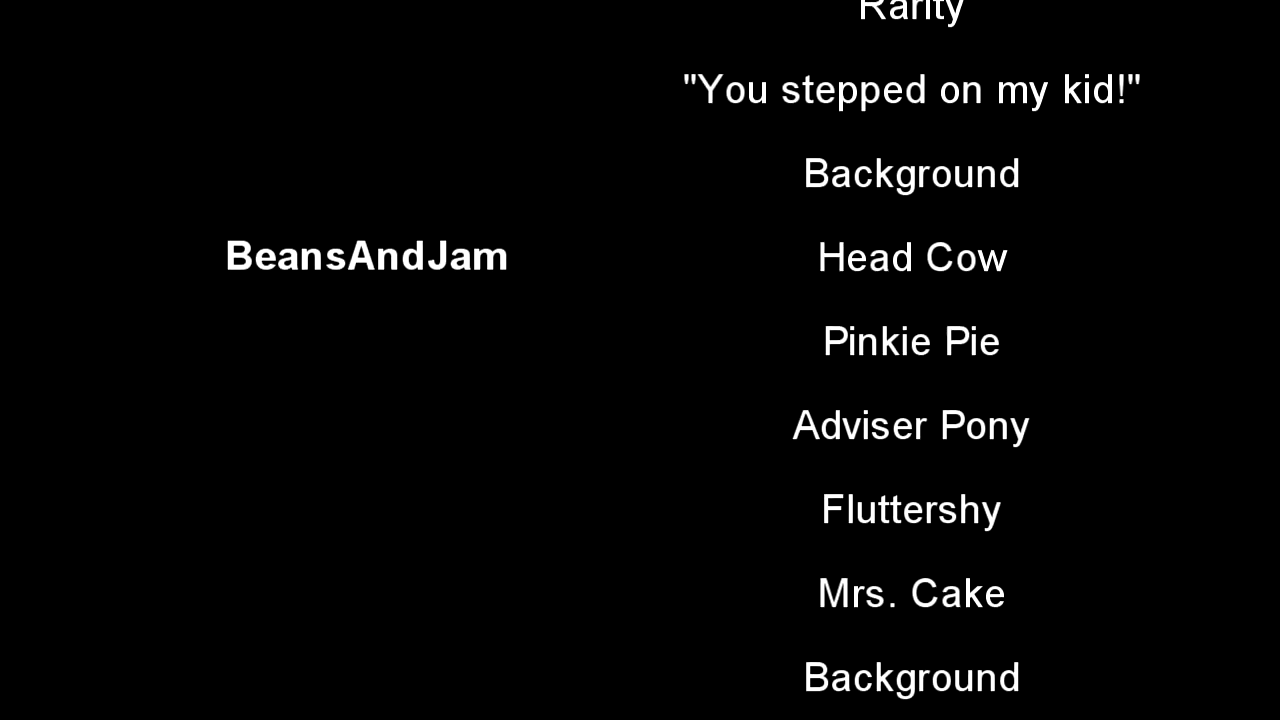 Rarity
"You stepped on my kid!"
Background
BeansAndJam
Head Cow
Pinkie Pie
Adviser Pony
Fluttershy
Mrs. Cake
Background